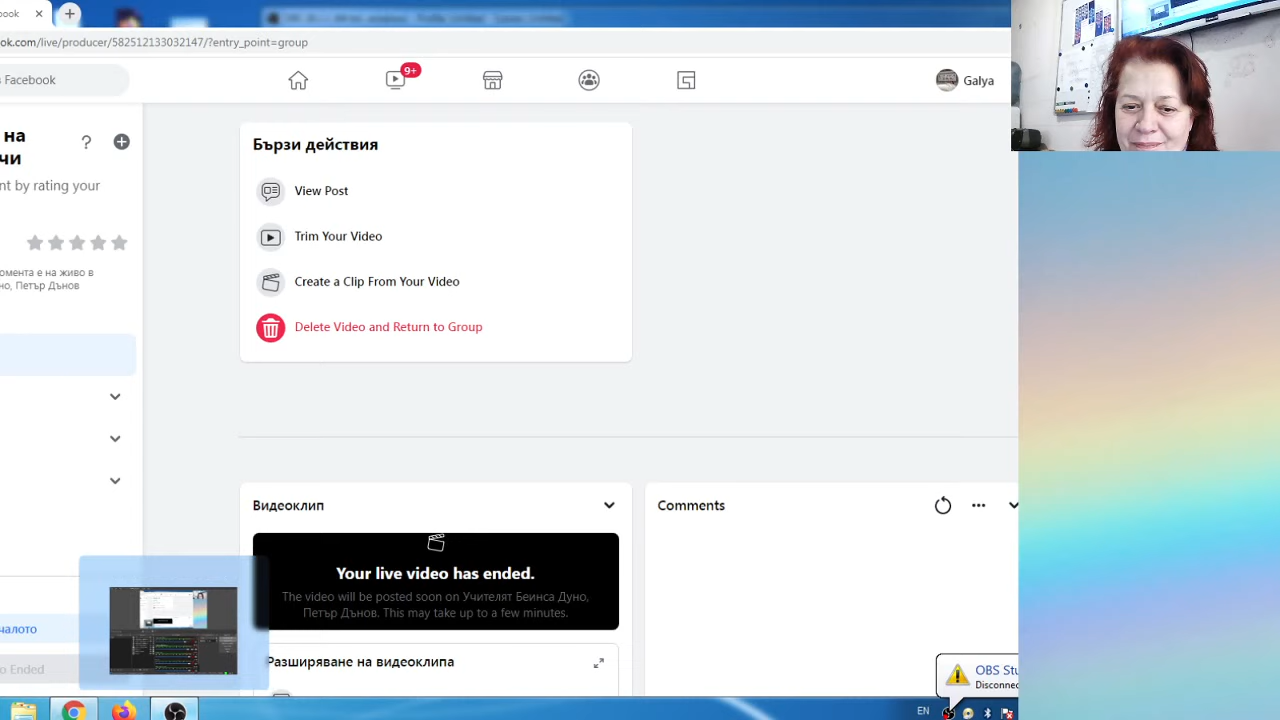 book
ok.com/live/producer/582512133032147/?entry_point=group
в Facebook
9+
Galya
на
чи
nt by rating your
омента е на живо в
но, Петър Дънов
Бързи действия
View Post
Trim Your Video
Create a Clip From Your Video
Delete Video and Return to Group
Видеоклип
Comments
Your live video has ended.
The video will be posted soon on Учителят Беинса Дуно,
Петър Дънов. This may take up to a few minutes.
чалото
o Ended
Разширяване на видеоклипа
OBS Stu
Disconnec
EN